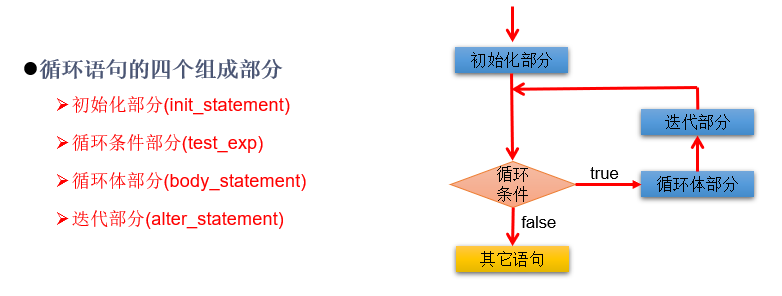 循环语句的四个组成部分
初始化部分(init_statement)
循环条件部分(test_exp)
循环体部分(body_statement)
迭代部分(alter_statement)
初始化部分
迭代部分
循环
条件
true
循环体部分
false
其它语句